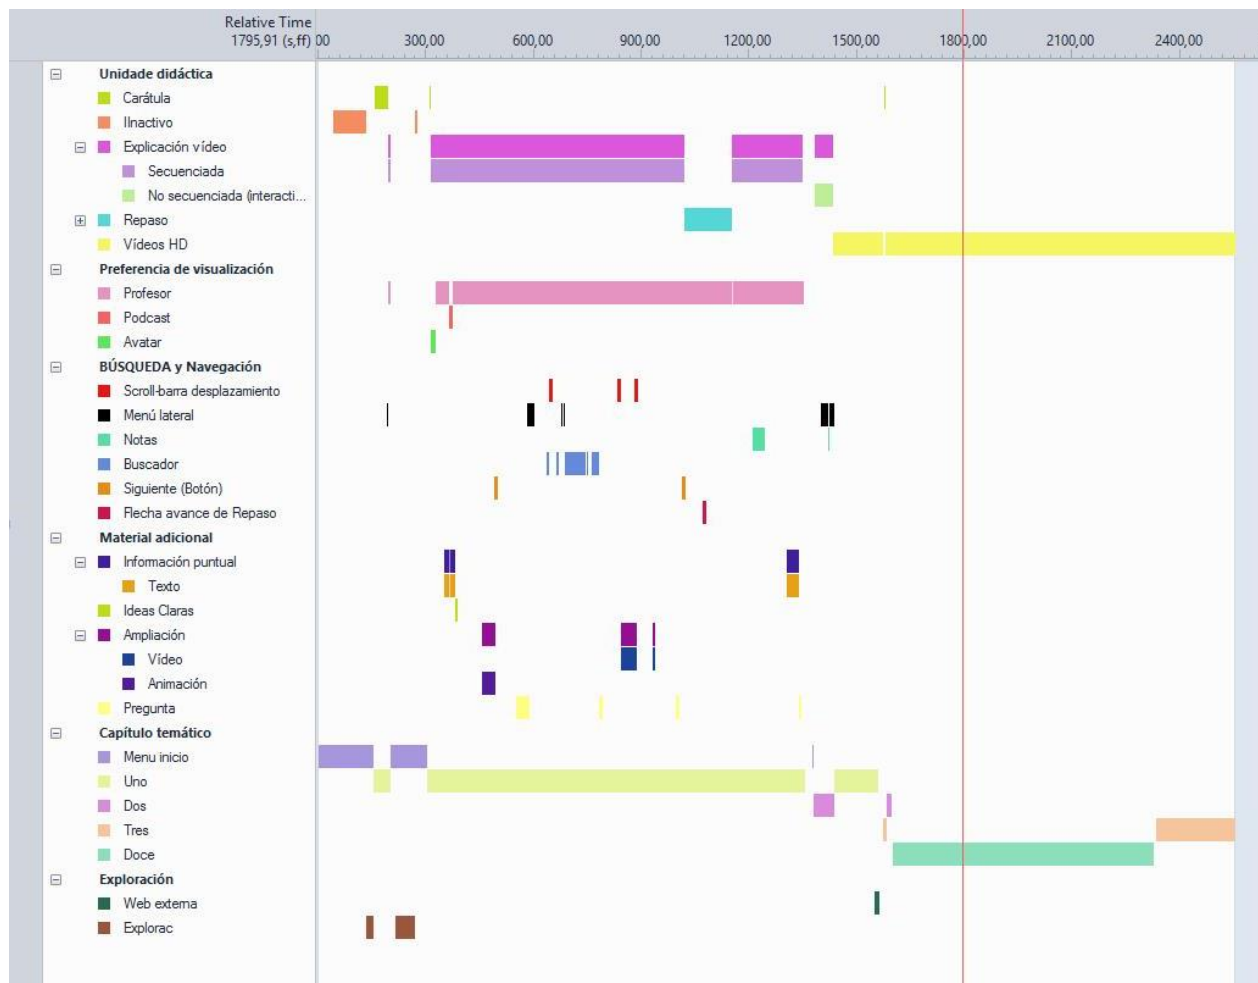 Relative Time
1795,91 (s,ff)
00 300,00 600,00 900,00 1200,00 1500,00 1800,00 2100,00 2400,00
Unidade didáctica
Carátula
IInactivo
Explicación vídeo
Secuenciada
No secuenciada (interacti...
Repaso
Vídeos HD
Preferencia de visualización
Profesor
Podcast
Avatar
BÚSQUEDA y Navegación
Scroll-barra desplazamiento
Menú lateral
Notas
Buscador
Siguiente (Botón)
Flecha avance de Repaso
Material adicional
Información puntual
Texto
Ideas Claras
Ampliación
Vídeo
Animación
Pregunta
Capítulo temático
Menu inicio
Uno
Dos
Tres
Doce
Exploración
Web externa
Explorac